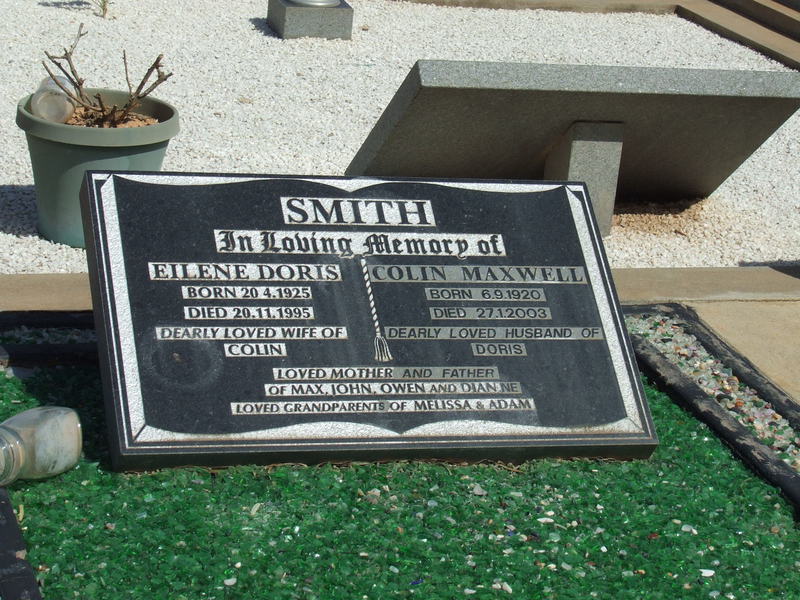 SMITH
In Loving Memory of
EILENE DORIS
BORN 20.4.1925
DIED 20.11.1995
DEARLY LOVED WIFE OF
COLIN
COLIN MAXWELL
BORN 6.9.1920
DIED 27.1.2003
DEARLY LOVED HUSBAND OF
DORIS
LOVED MOTHER AND FATHER
OF MAX, JOHN, OWEN AND DIANNE
LOVED GRANDPARENTS OF MELISSA & ADAM